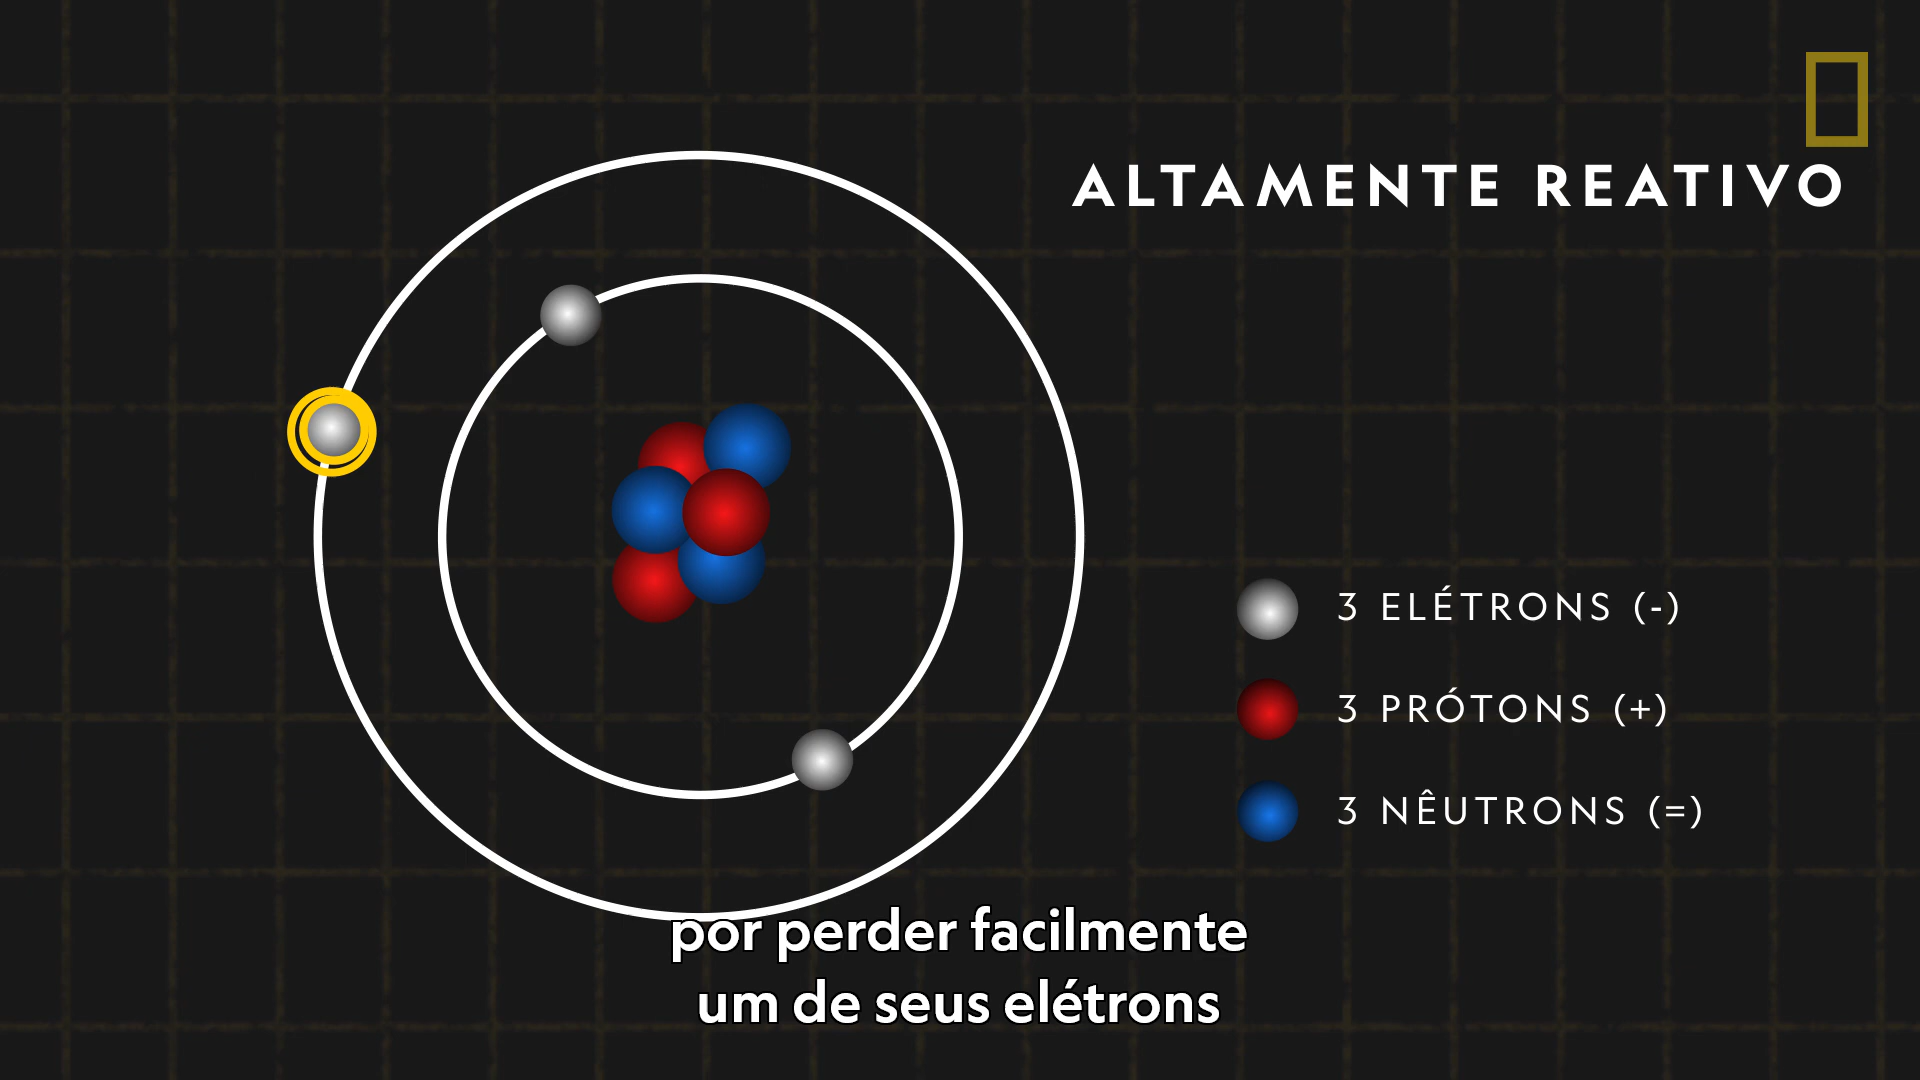 ALTAMENTE REATIVO
3 ELÉTRONS (-)
3 PRÓTONS (+)
3 NÊUTRONS (=)
por perder facilmente
um de seus elétrons